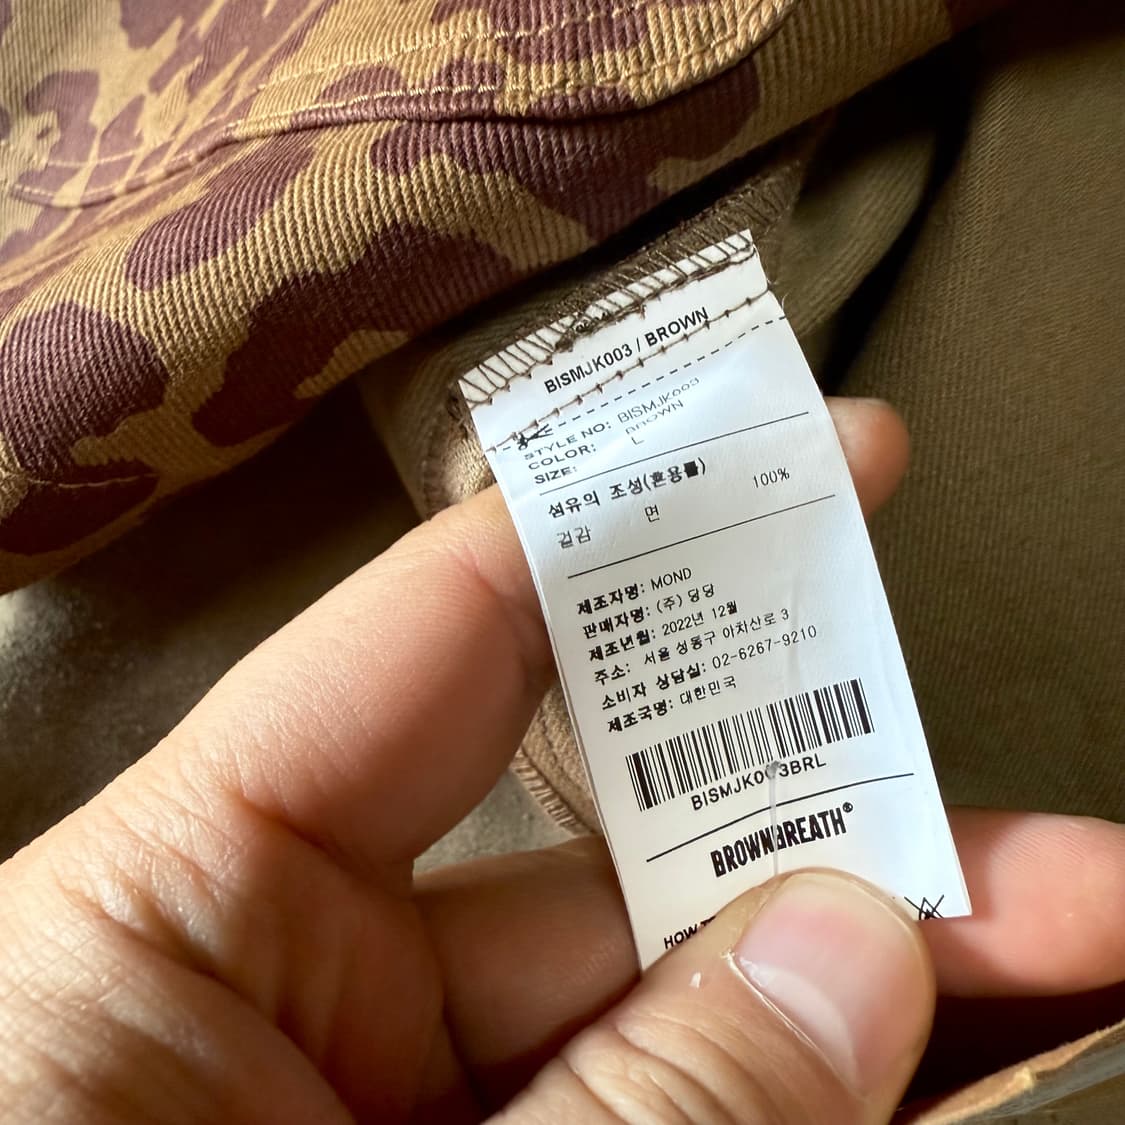 BISMJK003 / BROWN
STYLE NO: BISMJK003
COLOR: BROWN
SIZE: L
섬유의 조성(혼용률)
겉감 면 100%
제조자명: MOND
판매자명: (주) 딩딩
제조년월: 2022년 12월
주소: 서울 성동구 아차산로 3
소비자 상담실: 02-6267-9210
제조국명: 대한민국
BISMJK003BRL
BROWNBREATH®
HOW